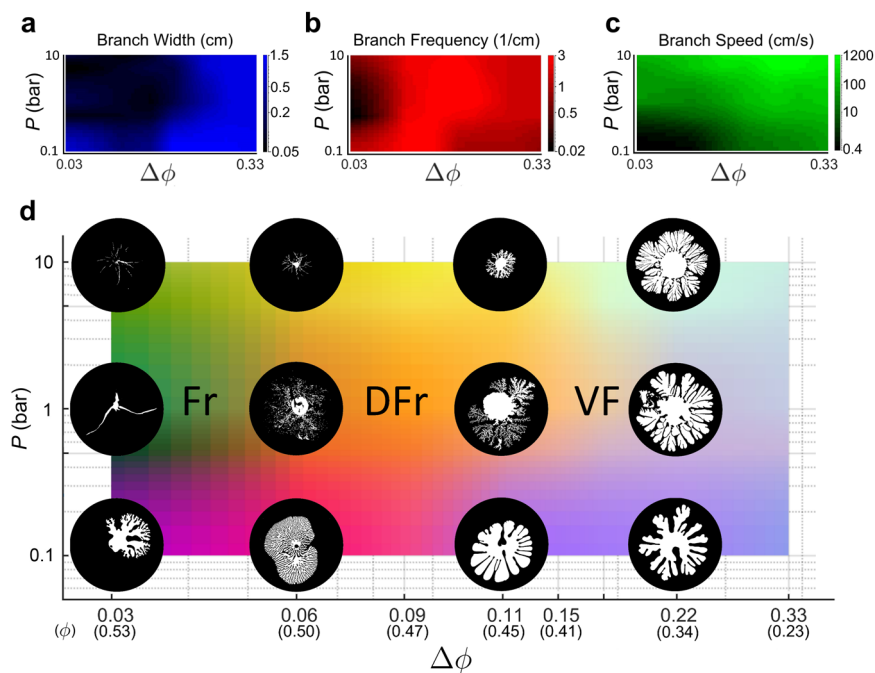 a
Branch Width (cm)
P (bar)
10
0.1
0.03
0.33
Δϕ
1.5
0.5
0.2
0.05
b
Branch Frequency (1/cm)
P (bar)
10
0.1
0.03
0.33
Δϕ
3
1
0.5
0.02
c
Branch Speed (cm/s)
P (bar)
10
0.1
0.03
0.33
Δϕ
1200
100
10
0.4
d
P (bar)
10
1
0.1
Fr
DFr
VF
0.03 0.06 0.09 0.11 0.15 0.22 0.33
(ϕ) (0.53) (0.50) (0.47) (0.45) (0.41) (0.34) (0.23)
Δϕ